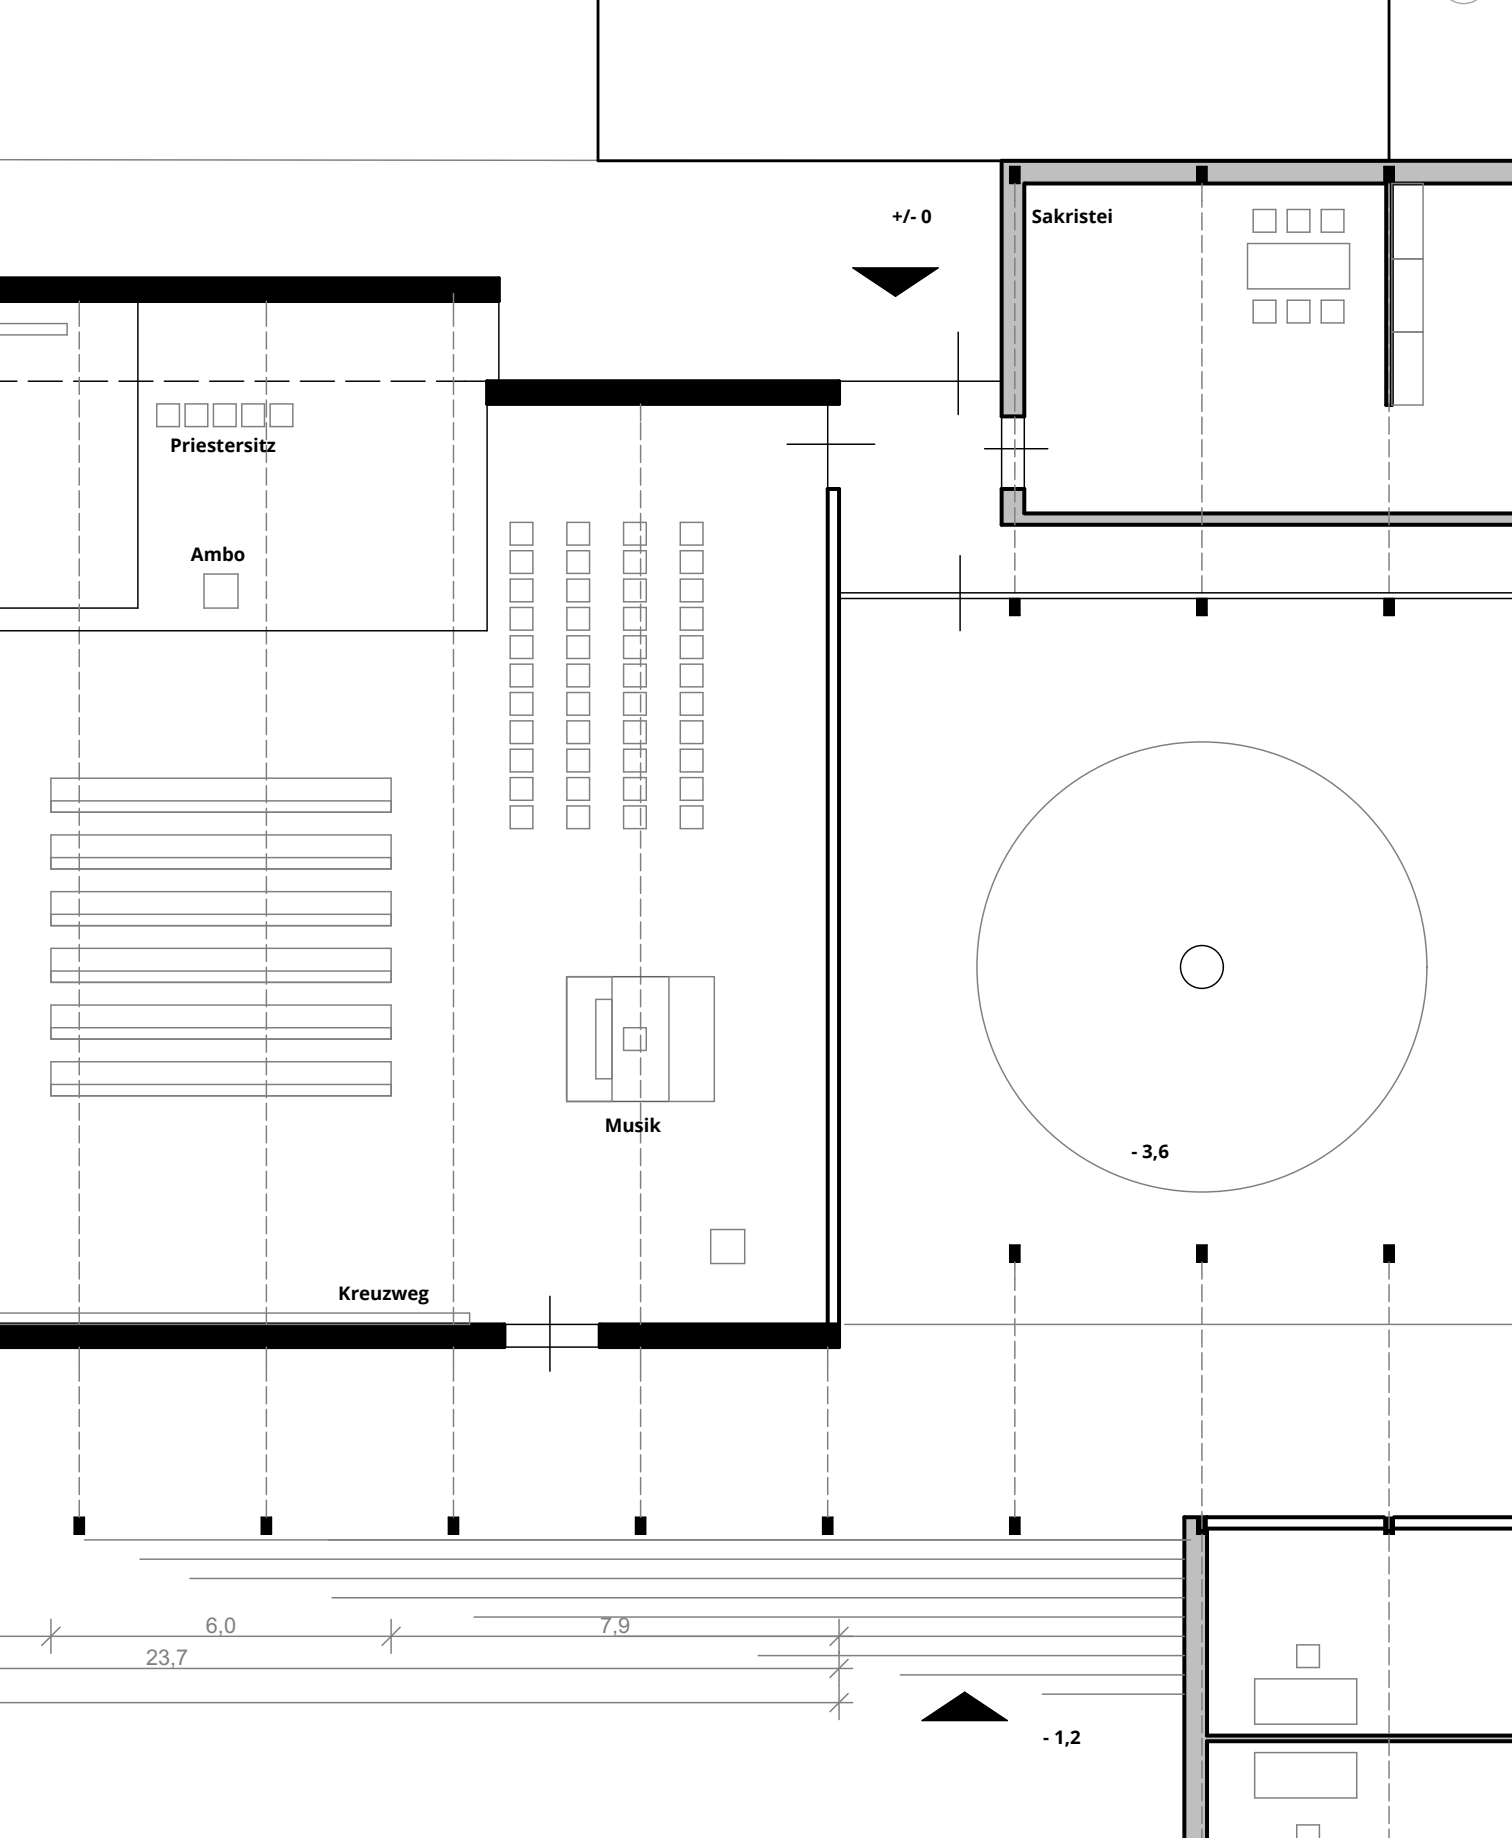 +/- 0
Sakristei
Priestersitz
Ambo
Musik
- 3,6
Kreuzweg
6,0
7,9
23,7
- 1,2